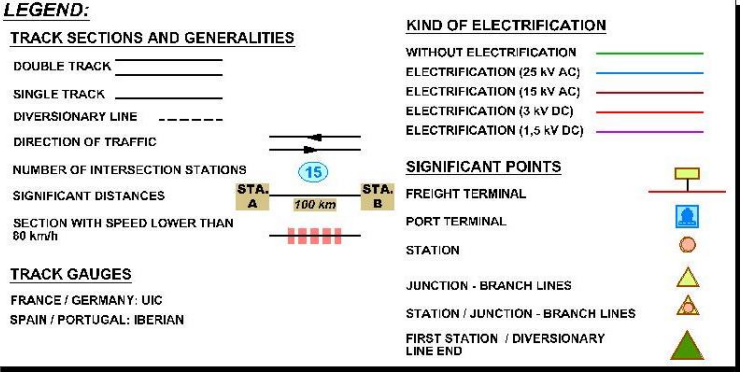 LEGEND:
TRACK SECTIONS AND GENERALITIES
DOUBLE TRACK
SINGLE TRACK
DIVERSIONARY LINE
DIRECTION OF TRAFFIC
NUMBER OF INTERSECTION STATIONS
15
SIGNIFICANT DISTANCES
STA.
A
100 km
STA.
B
SECTION WITH SPEED LOWER THAN
80 km/h
TRACK GAUGES
FRANCE / GERMANY: UIC
SPAIN / PORTUGAL: IBERIAN
KIND OF ELECTRIFICATION
WITHOUT ELECTRIFICATION
ELECTRIFICATION (25 kV AC)
ELECTRIFICATION (15 kV AC)
ELECTRIFICATION (3 kV DC)
ELECTRIFICATION (1,5 kV DC)
SIGNIFICANT POINTS
FREIGHT TERMINAL
PORT TERMINAL
STATION
JUNCTION - BRANCH LINES
STATION / JUNCTION - BRANCH LINES
FIRST STATION / DIVERSIONARY
LINE END